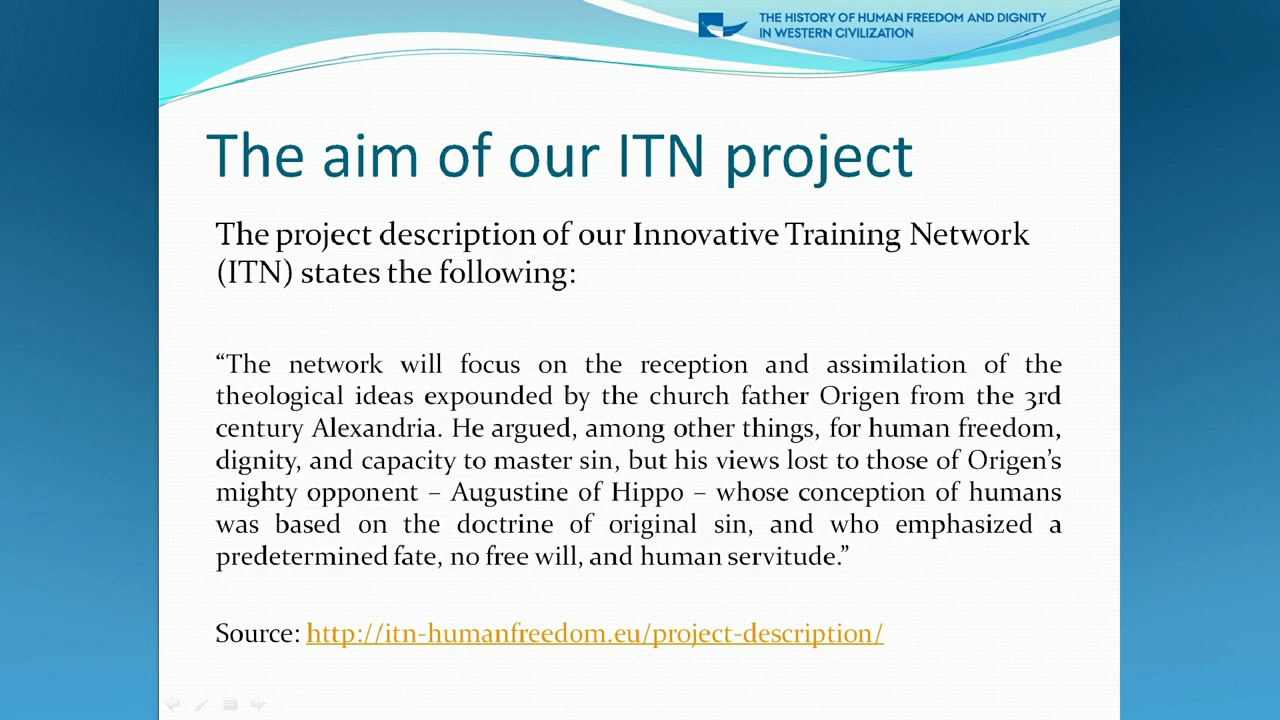 THE HISTORY OF HUMAN FREEDOM AND DIGNITY
IN WESTERN CIVILIZATION
The aim of our ITN project
The project description of our Innovative Training Network
(ITN) states the following:
“The network will focus on the reception and assimilation of the
theological ideas expounded by the church father Origen from the 3rd
century Alexandria. He argued, among other things, for human freedom,
dignity, and capacity to master sin, but his views lost to those of Origen’s
mighty opponent – Augustine of Hippo – whose conception of humans
was based on the doctrine of original sin, and who emphasized a
predetermined fate, no free will, and human servitude.”
Source: http://itn-humanfreedom.eu/project-description/